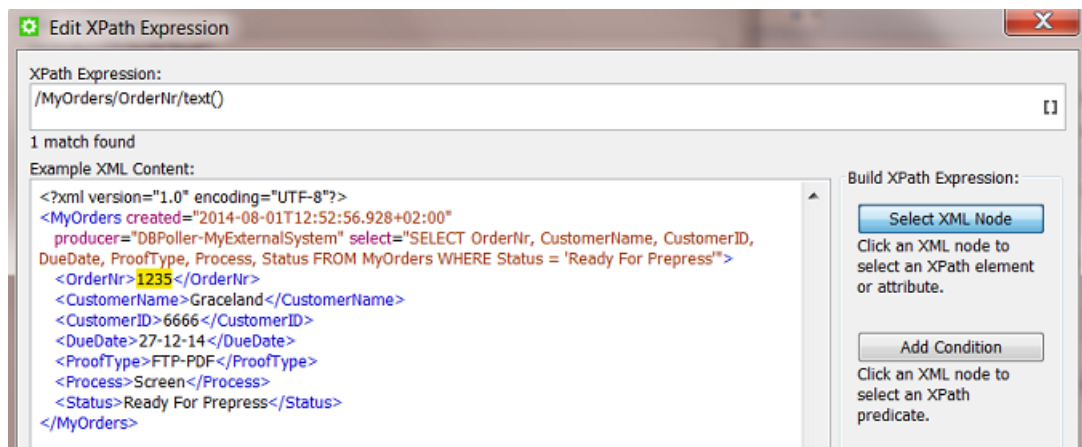 Edit XPath Expression
X
XPath Expression:
/MyOrders/OrderNr/text()
[]
1 match found
Example XML Content:
<?xml version="1.0" encoding="UTF-8"?>
<MyOrders created="2014-08-01T12:52:56.928+02:00"
producer="DBPoller-MyExternalSystem" select="SELECT OrderNr, CustomerName, CustomerID,
DueDate, ProofType, Process, Status FROM MyOrders WHERE Status = 'Ready For Prepress'">
<OrderNr>1235</OrderNr>
<CustomerName>Graceland</CustomerName>
<CustomerID>6666</CustomerID>
<DueDate>27-12-14</DueDate>
<ProofType>FTP-PDF</ProofType>
<Process>Screen</Process>
<Status>Ready For Prepress</Status>
</MyOrders>
Build XPath Expression:
Select XML Node
Click an XML node to
select an XPath element
or attribute.
Add Condition
Click an XML node to
select an XPath
predicate.